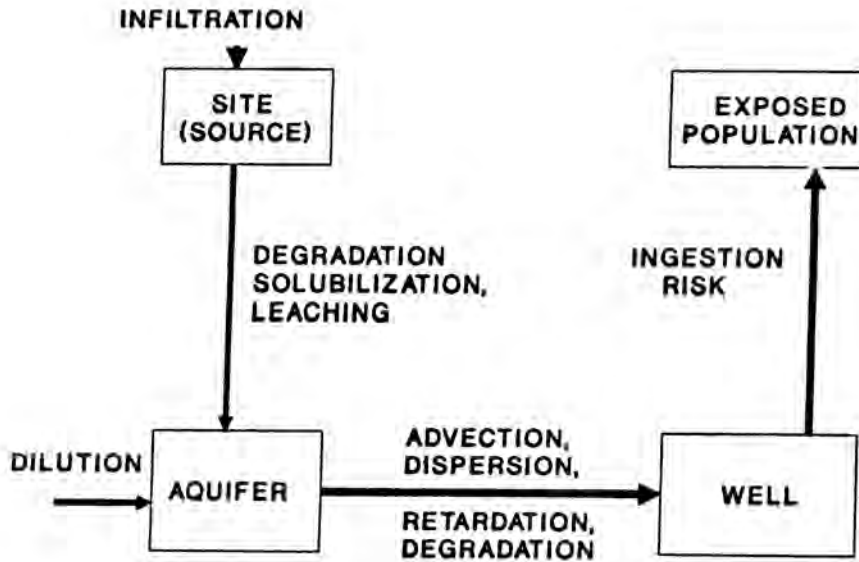 INFILTRATION
SITE
(SOURCE)
EXPOSED
POPULATION
DEGRADATION
SOLUBILIZATION,
LEACHING
INGESTION
RISK
DILUTION
AQUIFER
ADVECTION,
DISPERSION,
RETARDATION,
DEGRADATION
WELL